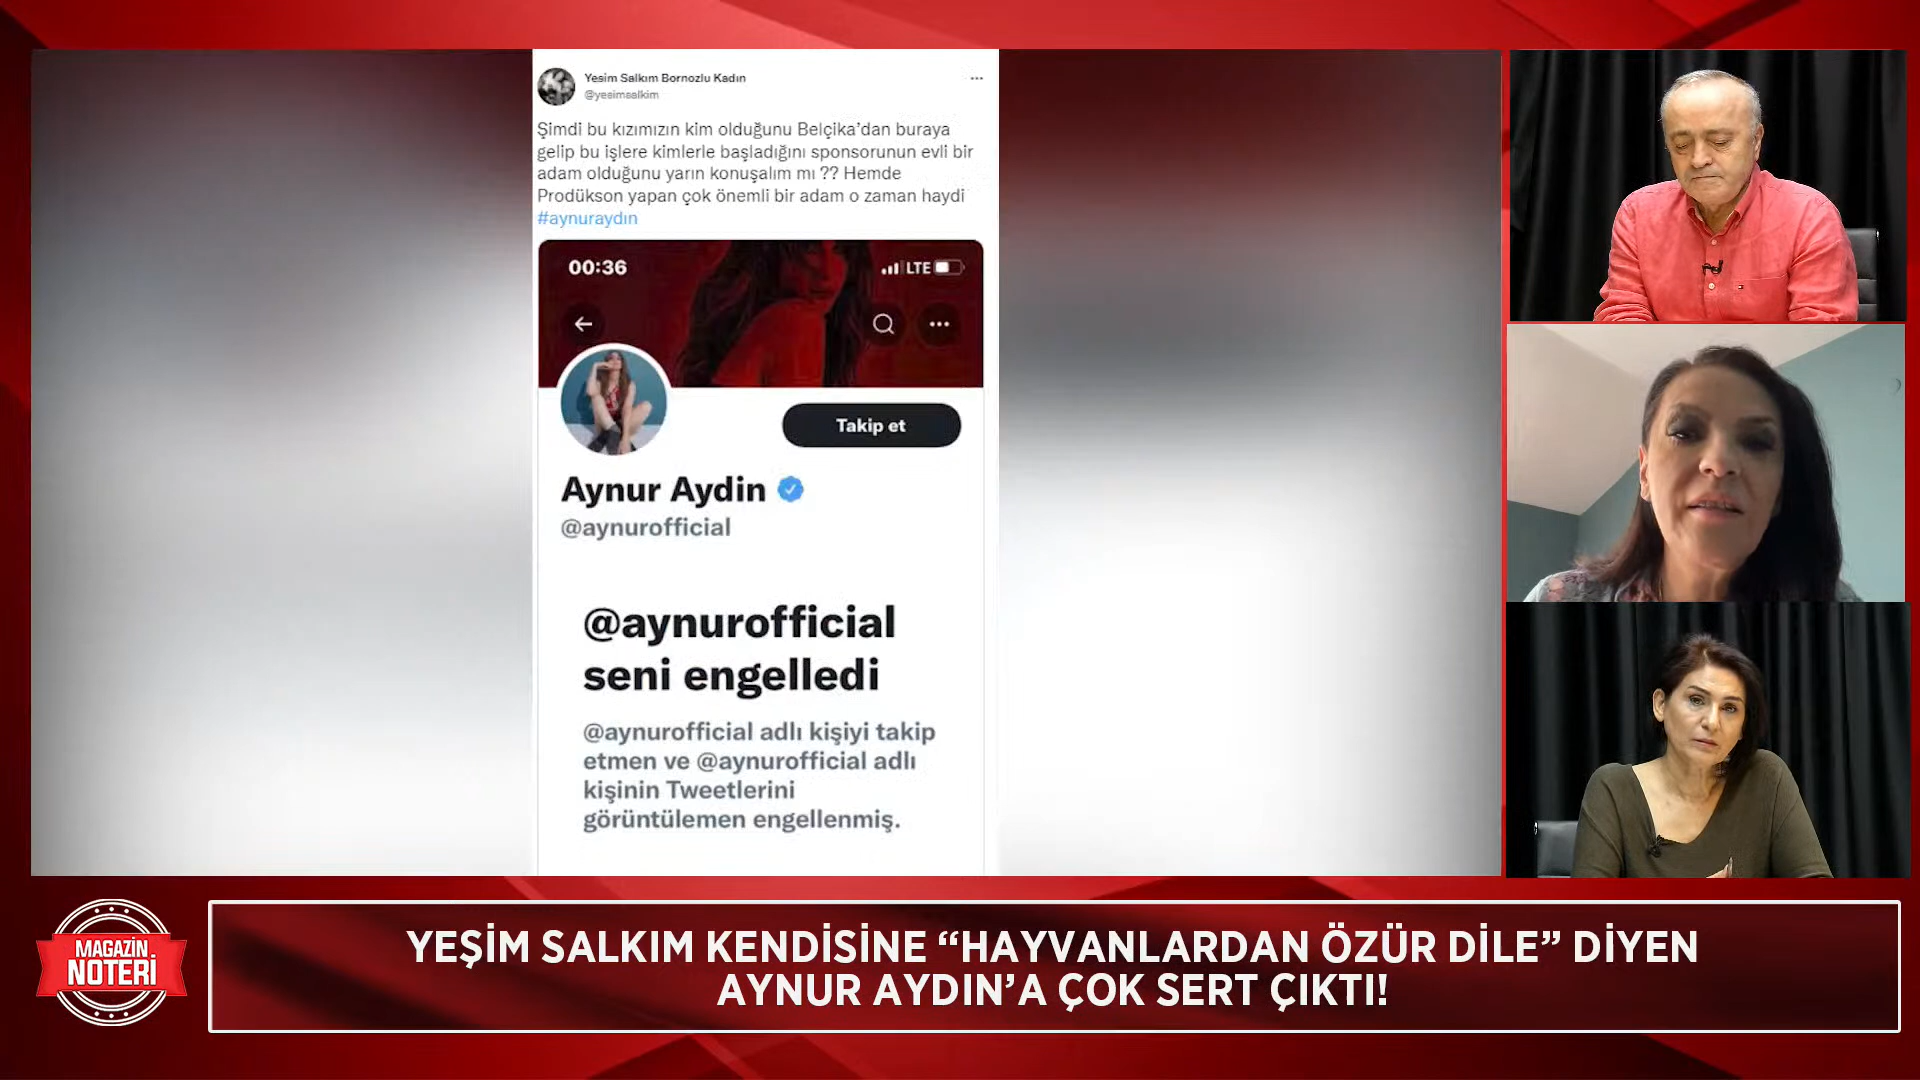 Yesim Salkım Bornozlu Kadın
@yesimsalkim
Şimdi bu kızımızın kim olduğunu Belçika’dan buraya
gelip bu işlere kimlerle başladığını sponsorunun evli bir
adam olduğunu yarın konuşalım mı ?? Hemde
Prodükson yapan çok önemli bir adam o zaman haydi
#aynuraydın
00:36
LTE
Takip et
Aynur Aydin
@aynurofficial
@aynurofficial
seni engelledi
@aynurofficial adlı kişiyi takip
etmen ve @aynurofficial adlı
kişinin Tweetlerini
görüntülemen engellenmiş.
MAGAZİN
NOTERİ
YEŞİM SALKIM KENDİSİNE “HAYVANLARDAN ÖZÜR DİLE” DİYEN
AYNUR AYDIN’A ÇOK SERT ÇIKTI!